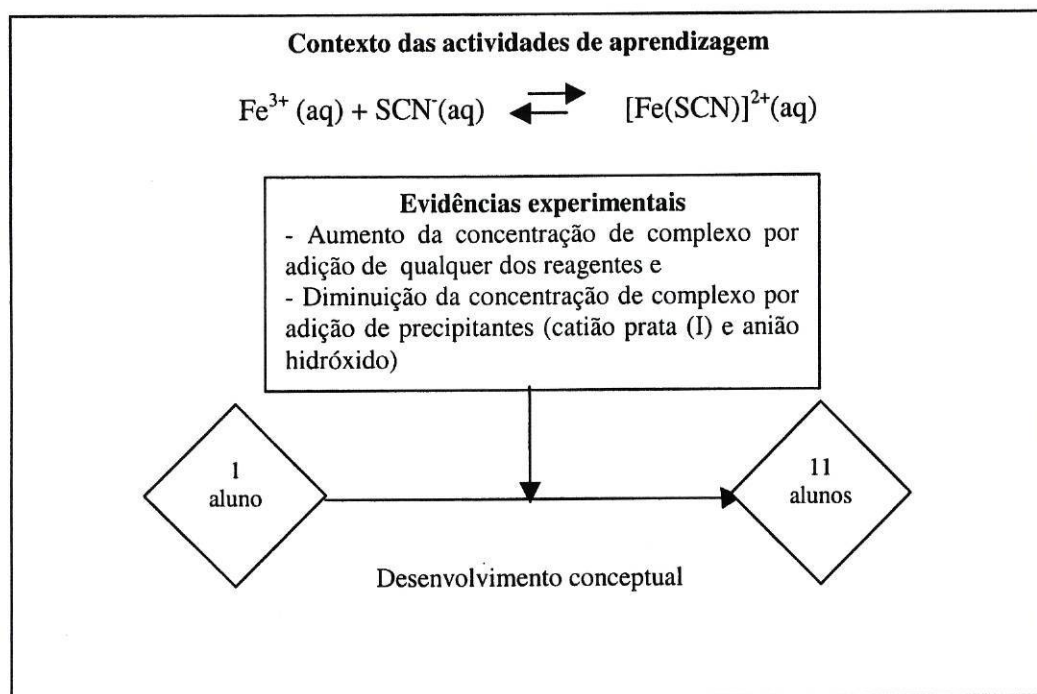 Contexto das actividades de aprendizagem
Fe³⁺ (aq) + SCN⁻(aq) ⇄ [Fe(SCN)]²⁺(aq)
Evidências experimentais
- Aumento da concentração de complexo por
adição de qualquer dos reagentes e
- Diminuição da concentração de complexo por
adição de precipitantes (catião prata (I) e anião
hidróxido)
1
aluno
11
alunos
Desenvolvimento conceptual